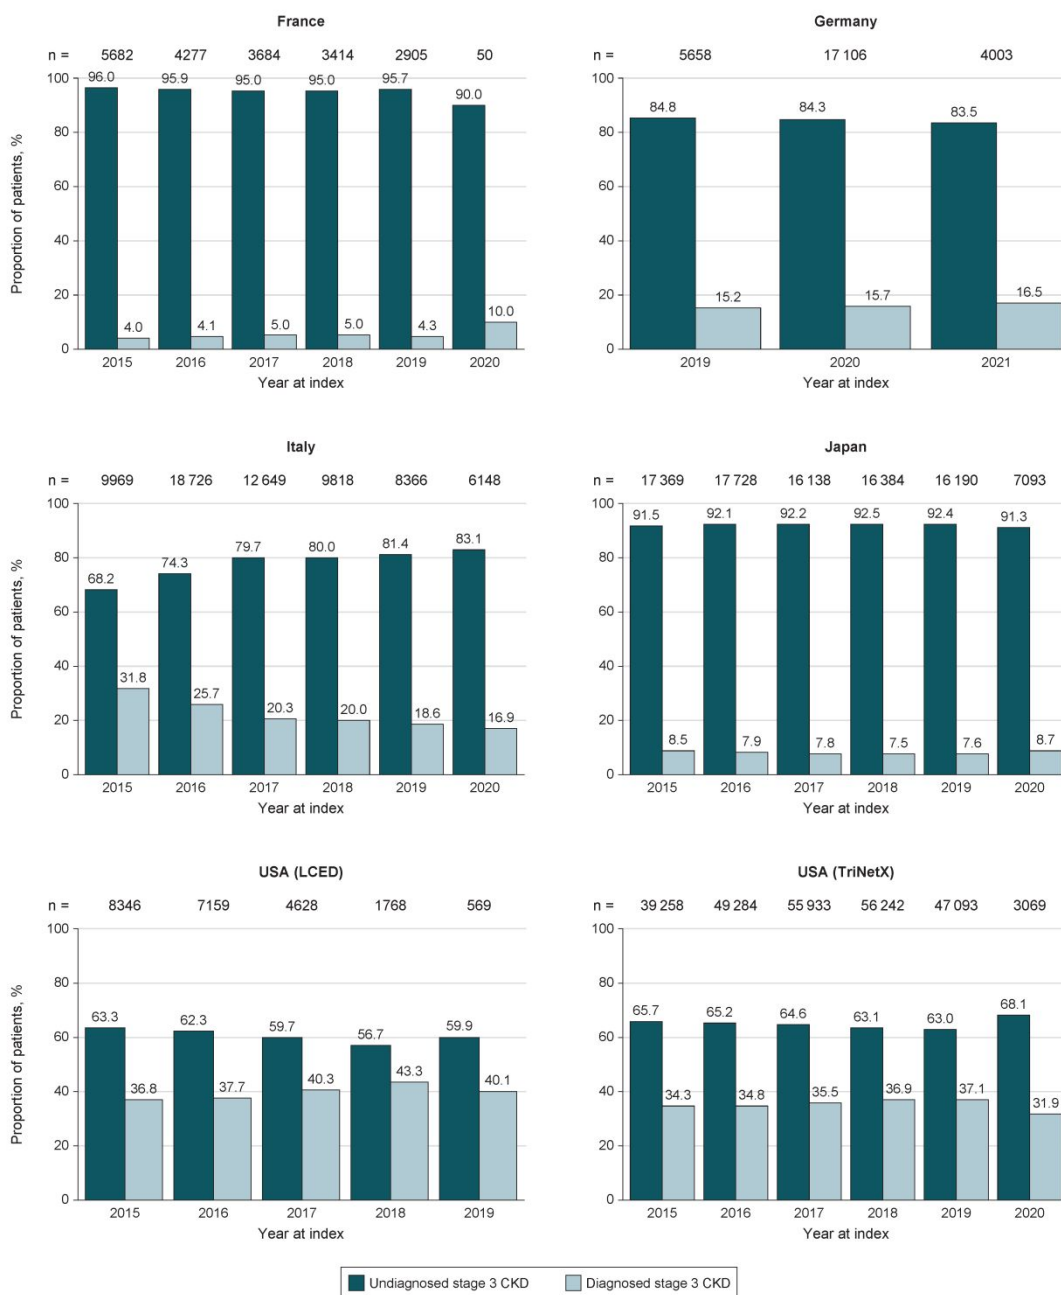 France
n = 5682 4277 3684 3414 2905 50
Proportion of patients, %
100
80
60
40
20
0
96.0 95.9 95.0 95.0 95.7 90.0
4.0 4.1 5.0 5.0 4.3 10.0
2015 2016 2017 2018 2019 2020
Year at index
Germany
n = 5658 17 106 4003
100
80
60
40
20
0
84.8 84.3 83.5
15.2 15.7 16.5
2019 2020 2021
Year at index
Italy
n = 9969 18 726 12 649 9818 8366 6148
Proportion of patients, %
100
80
60
40
20
0
68.2 74.3 79.7 80.0 81.4 83.1
31.8 25.7 20.3 20.0 18.6 16.9
2015 2016 2017 2018 2019 2020
Year at index
Japan
n = 17 369 17 728 16 138 16 384 16 190 7093
100
80
60
40
20
0
91.5 92.1 92.2 92.5 92.4 91.3
8.5 7.9 7.8 7.5 7.6 8.7
2015 2016 2017 2018 2019 2020
Year at index
USA (LCED)
n = 8346 7159 4628 1768 569
Proportion of patients, %
100
80
60
40
20
0
63.3 62.3 59.7 56.7 59.9
36.8 37.7 40.3 43.3 40.1
2015 2016 2017 2018 2019
Year at index
USA (TriNetX)
n = 39 258 49 284 55 933 56 242 47 093 3069
100
80
60
40
20
0
65.7 65.2 64.6 63.1 63.0 68.1
34.3 34.8 35.5 36.9 37.1 31.9
2015 2016 2017 2018 2019 2020
Year at index
Undiagnosed stage 3 CKD Diagnosed stage 3 CKD